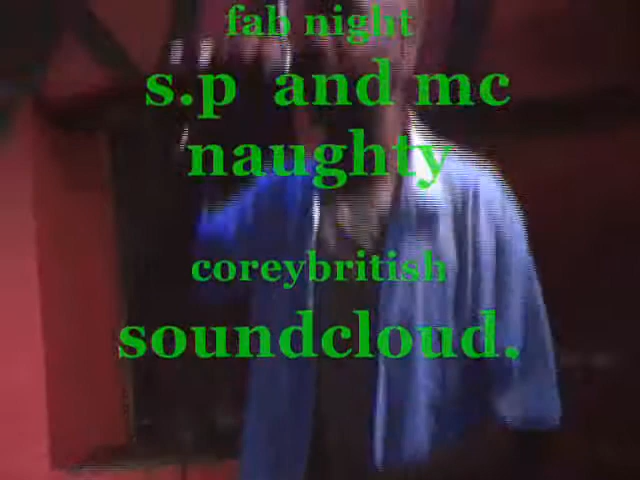 fab night
s.p and mc
naughty
coreybritish
soundcloud.